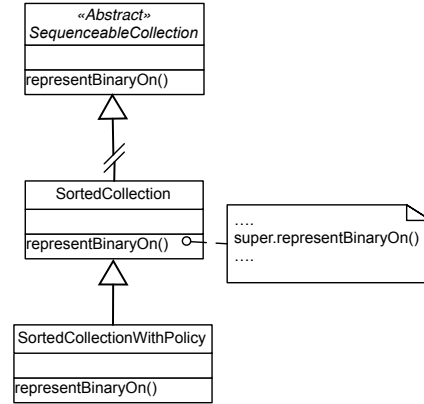 «Abstract»
SequenceableCollection
representBinaryOn()
SortedCollection
representBinaryOn()
....
super.representBinaryOn()
....
SortedCollectionWithPolicy
representBinaryOn()